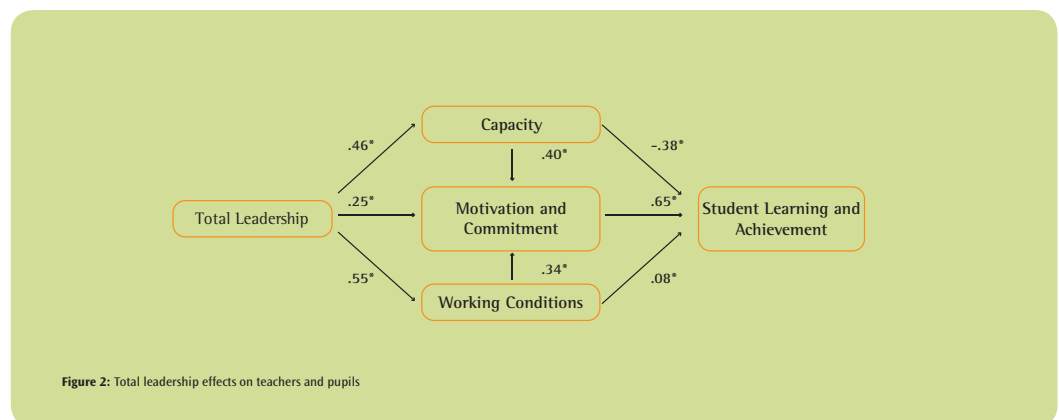 Capacity
.46*
-.38*
.40*
.25*
Total Leadership
Motivation and
Commitment
.65*
Student Learning and
Achievement
.34*
.55*
.08*
Working Conditions
Figure 2: Total leadership effects on teachers and pupils